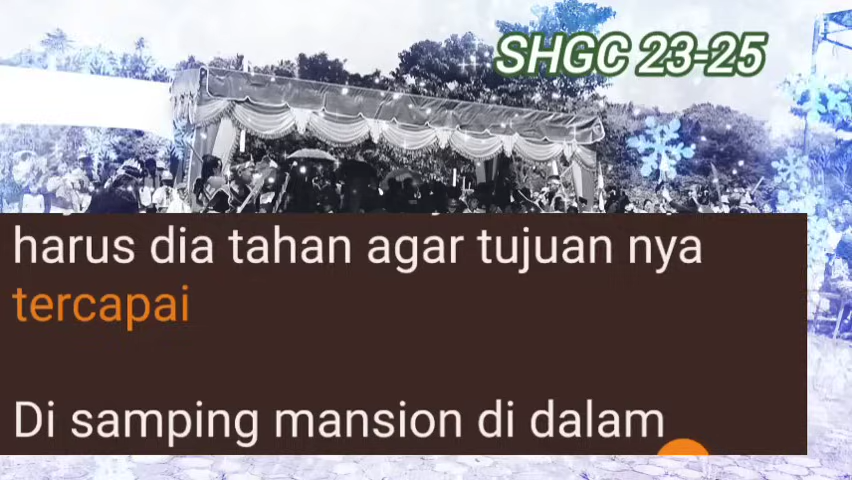 SHGC 23-25
harus dia tahan agar tujuan nya
tercapai
Di samping mansion di dalam